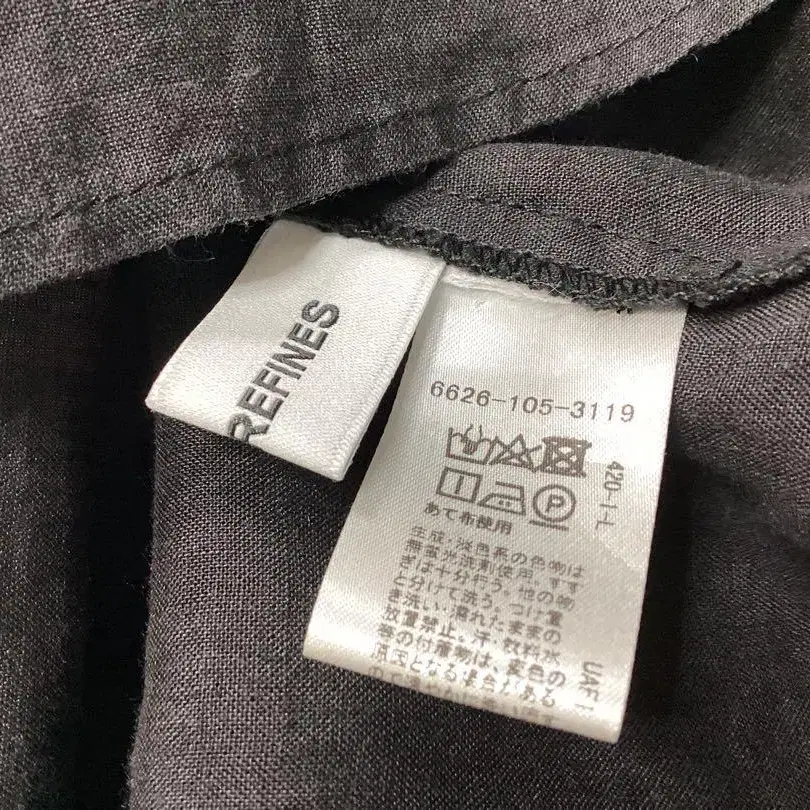 REFINES
6626-105-3119
420-I-L
あて布使用
生成・淡色系の色物は
無蛍光洗剤使用。すす
ぎは十分行う。他の物
と分けて洗う。つけ置
き洗い・濡れたままの
放置禁止。汗、飲料水
等の付着物は、変色の
原因となる場合がある
UAF